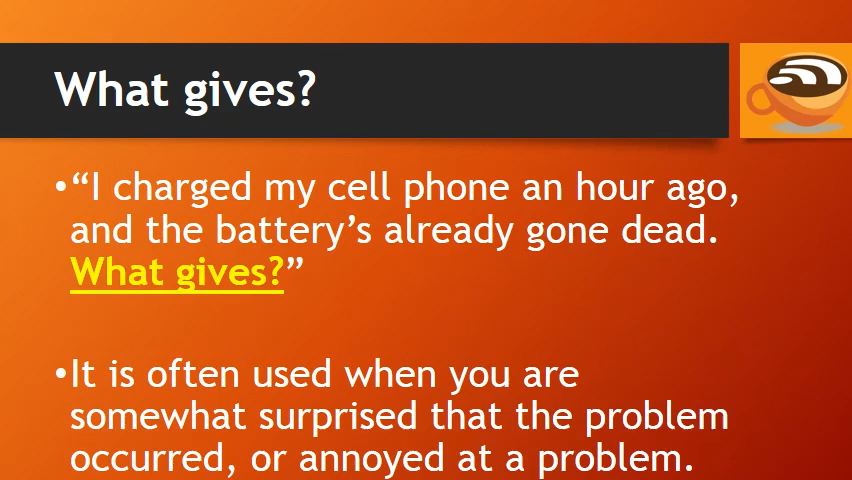 What gives?
•“I charged my cell phone an hour ago,
and the battery’s already gone dead.
What gives?”
•It is often used when you are
somewhat surprised that the problem
occurred, or annoyed at a problem.